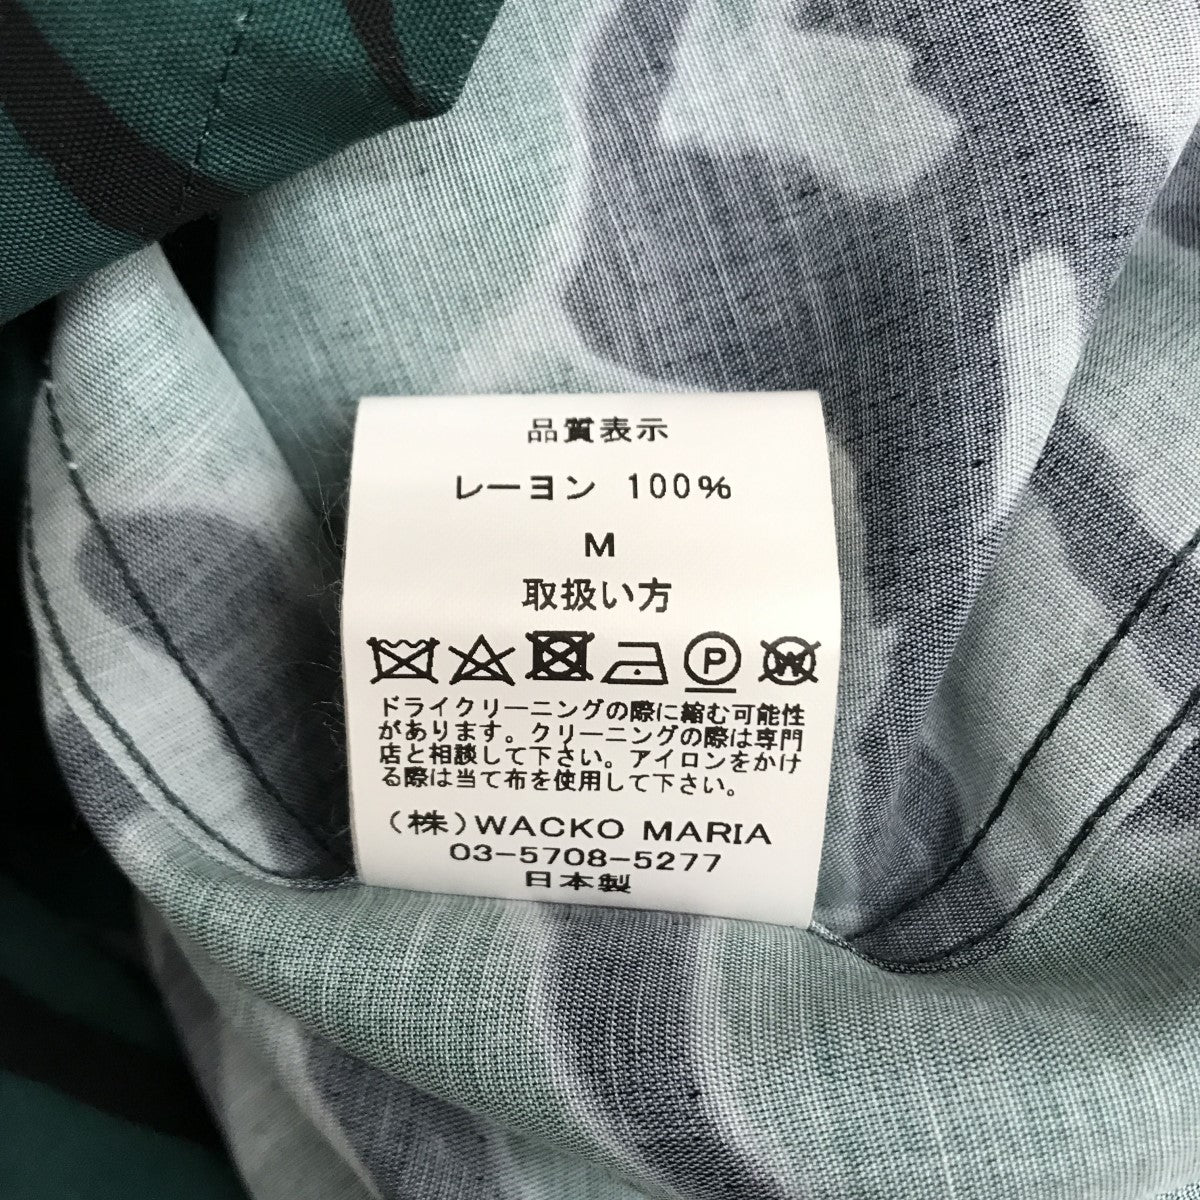 品質表示
レーヨン 100%
M
取扱い方
P W
ドライクリーニングの際に縮む可能性
があります。クリーニングの際は専門
店と相談して下さい。アイロンをかけ
る際は当て布を使用して下さい。
(株)WACKO MARIA
03-5708-5277
日本製